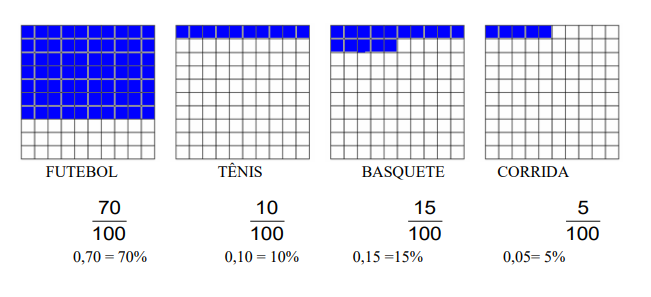 FUTEBOL TÊNIS BASQUETE CORRIDA
70 10 15 5
100 100 100 100
0,70 = 70% 0,10 = 10% 0,15 =15% 0,05= 5%